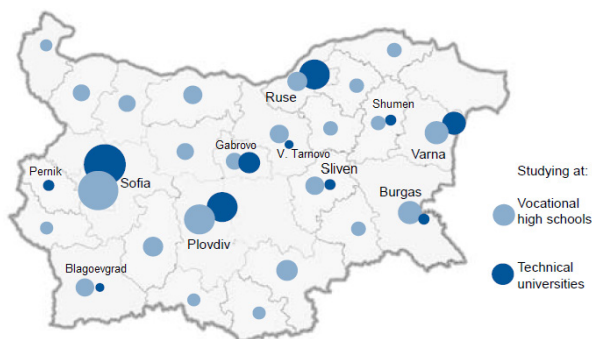 Ruse
Shumen
Gabrovo
V. Tarnovo
Varna
Pernik
Sofia
Sliven
Burgas
Plovdiv
Blagoevgrad
Studying at:
Vocational
high schools
Technical
universities